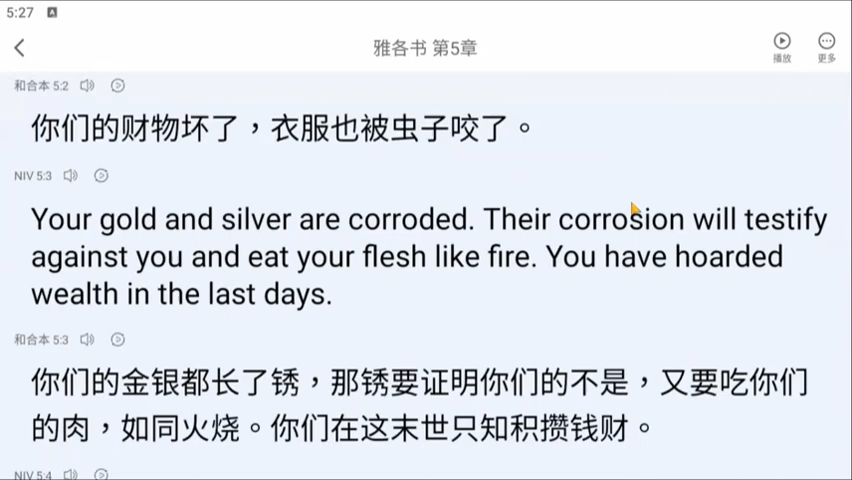 5:27 A
雅各书 第5章
播放 更多
和合本 5:2
你们的财物坏了，衣服也被虫子咬了。
NIV 5:3
Your gold and silver are corroded. Their corrosion will testify
against you and eat your flesh like fire. You have hoarded
wealth in the last days.
和合本 5:3
你们的金银都长了锈，那锈要证明你们的不是，又要吃你们
的肉，如同火烧。你们在这末世只知积攒钱财。
NIV 5:4